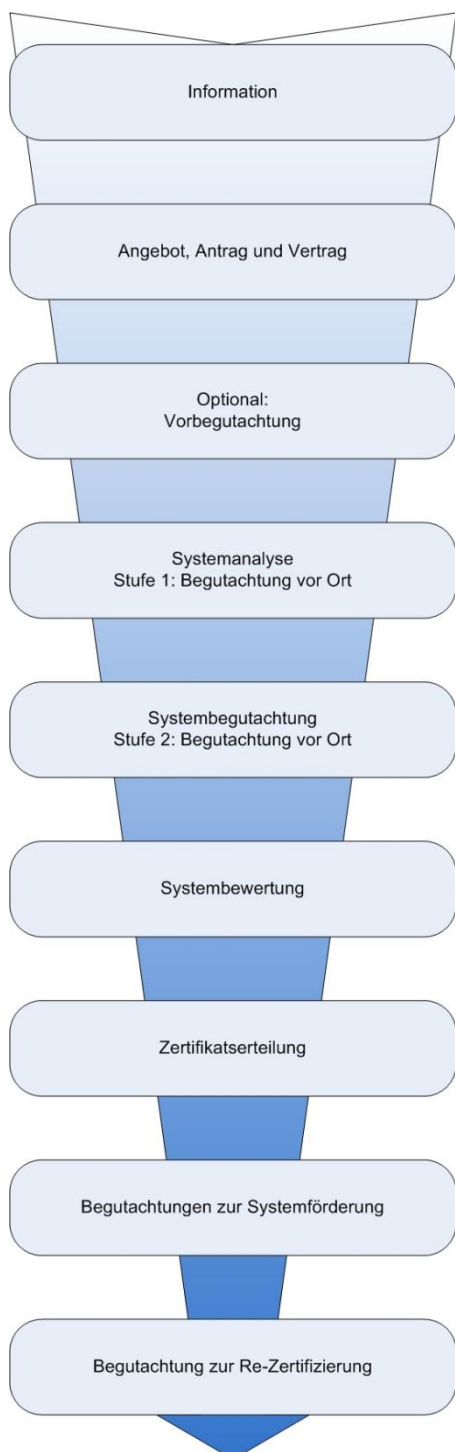 Information
Angebot, Antrag und Vertrag
Optional:
Vorbegutachtung
Systemanalyse
Stufe 1: Begutachtung vor Ort
Systembegutachtung
Stufe 2: Begutachtung vor Ort
Systembewertung
Zertifikatserteilung
Begutachtungen zur Systemförderung
Begutachtung zur Re-Zertifizierung